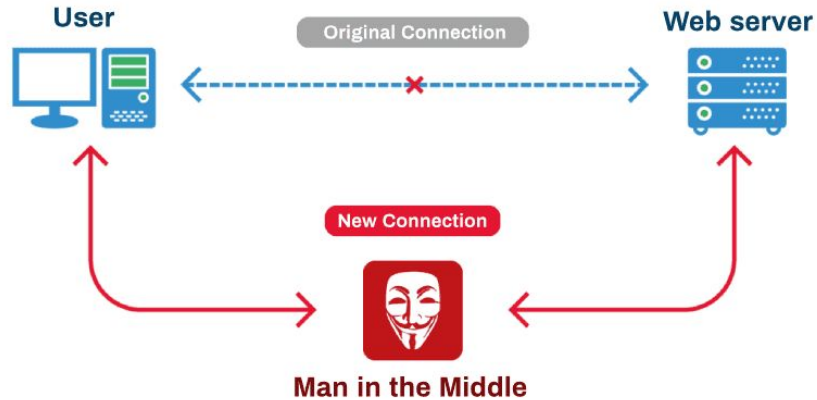 User
Original Connection
Web server
New Connection
Man in the Middle